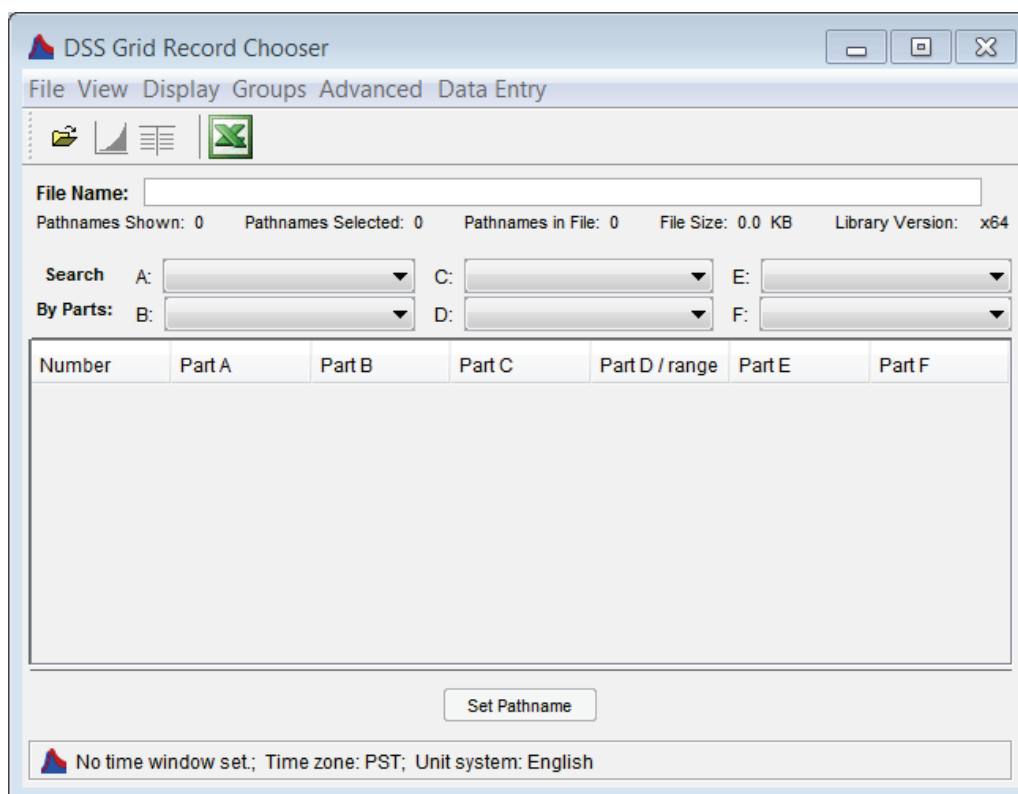 DSS Grid Record Chooser
File View Display Groups Advanced Data Entry
File Name:
Pathnames Shown: 0 Pathnames Selected: 0 Pathnames in File: 0 File Size: 0.0 KB Library Version: x64
Search A: C: E:
By Parts: B: D: F:
Number Part A Part B Part C Part D / range Part E Part F
Set Pathname
No time window set.; Time zone: PST; Unit system: English